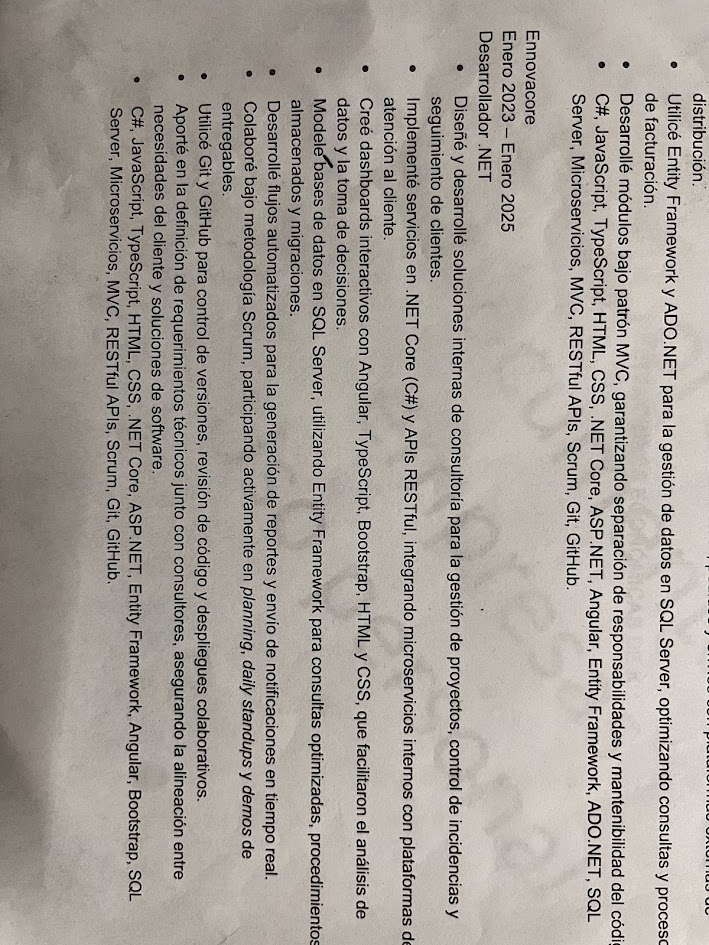 distribución.
• Utilicé Entity Framework y ADO.NET para la gestión de datos en SQL Server, optimizando consultas y proceso
de facturación.
• Desarrollé módulos bajo patrón MVC, garantizando separación de responsabilidades y mantenibilidad del códi
• C#, JavaScript, TypeScript, HTML, CSS, .NET Core, ASP.NET, Angular, Entity Framework, ADO.NET, SQL
Server, Microservicios, MVC, RESTful APIs, Scrum, Git, GitHub.
Ennovacore
Enero 2023 – Enero 2025
Desarrollador .NET
• Diseñé y desarrollé soluciones internas de consultoría para la gestión de proyectos, control de incidencias y
seguimiento de clientes.
• Implementé servicios en .NET Core (C#) y APIs RESTful, integrando microservicios internos con plataformas de
atención al cliente.
• Creé dashboards interactivos con Angular, TypeScript, Bootstrap, HTML y CSS, que facilitaron el análisis de
datos y la toma de decisiones.
• Modele bases de datos en SQL Server, utilizando Entity Framework para consultas optimizadas, procedimientos
almacenados y migraciones.
• Desarrollé flujos automatizados para la generación de reportes y envío de notificaciones en tiempo real.
• Colaboré bajo metodología Scrum, participando activamente en planning, daily standups y demos de
entregables.
• Utilicé Git y GitHub para control de versiones, revisión de código y despliegues colaborativos.
• Aporté en la definición de requerimientos técnicos junto con consultores, asegurando la alineación entre
necesidades del cliente y soluciones de software.
• C#, JavaScript, TypeScript, HTML, CSS, .NET Core, ASP.NET, Entity Framework, Angular, Bootstrap, SQL
Server, Microservicios, MVC, RESTful APIs, Scrum, Git, GitHub.